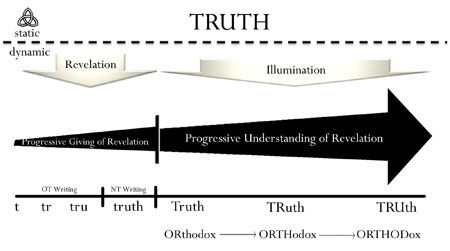 TRUTH
static
dynamic
Revelation
Illumination
Progressive Giving of Revelation
Progressive Understanding of Revelation
OT Writing NT Writing
t tr tru truth Truth TRuth TRUth
ORthodox ORTHodox ORTHODox